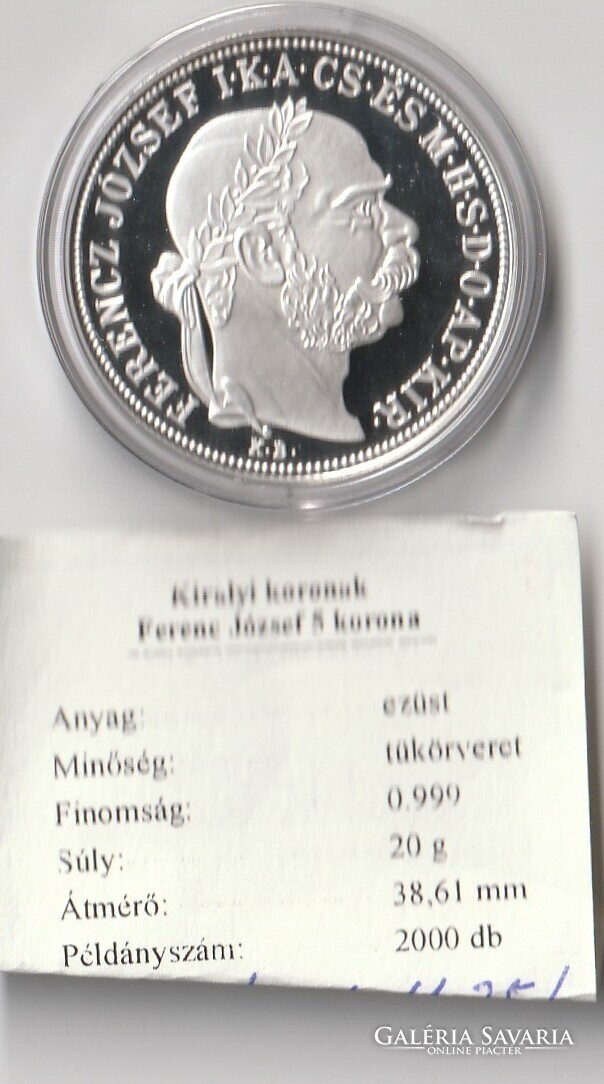 FERENCZ JÓZSEF I·K·A·CS·ÉS M·H·S·D·O·AP·KIR·
K.B.
Királyi koronák
Ferenc József 5 korona
Anyag: ezüst
Minőség: tükörveret
Finomság: 0.999
Súly: 20 g
Átmérő: 38,61 mm
Példányszám: 2000 db
GALÉRIA SAVARIA
ONLINE PIACTÉR